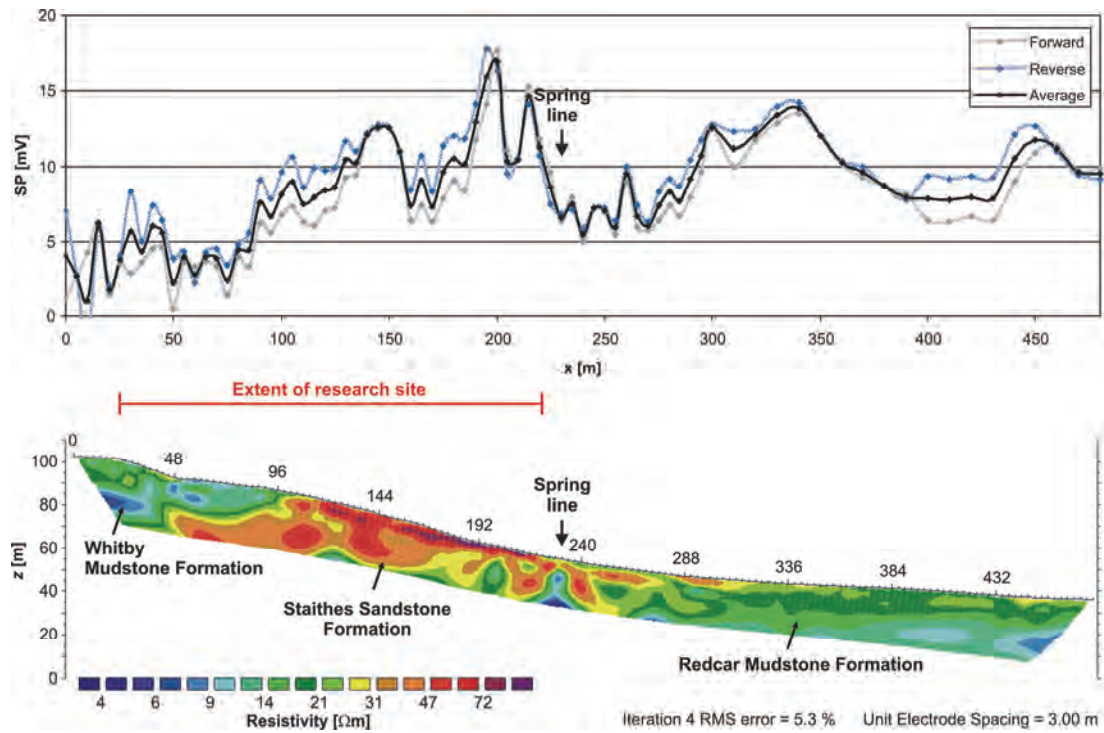 20
15
10
5
0
SP [mV]
Forward
Reverse
Average
Spring
line
0 50 100 150 200 250 300 350 400 450
x [m]
Extent of research site
0 48 96 144 192 240 288 336 384 432
100
80
60
40
20
0
z [m]
Spring
line
Whitby
Mudstone Formation
Staithes Sandstone
Formation
Redcar Mudstone Formation
4 6 9 14 21 31 47 72
Resistivity [Ωm]
Iteration 4 RMS error = 5.3 % Unit Electrode Spacing = 3.00 m